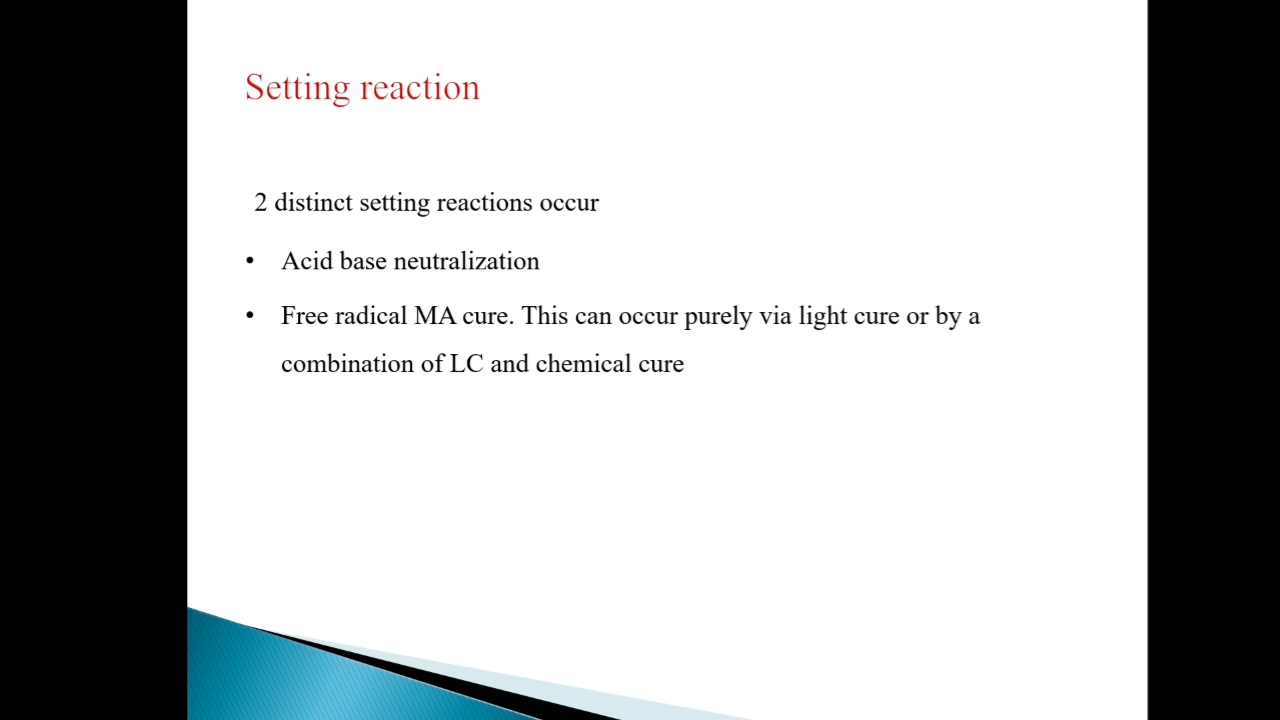 Setting reaction
2 distinct setting reactions occur
• Acid base neutralization
• Free radical MA cure. This can occur purely via light cure or by a
combination of LC and chemical cure